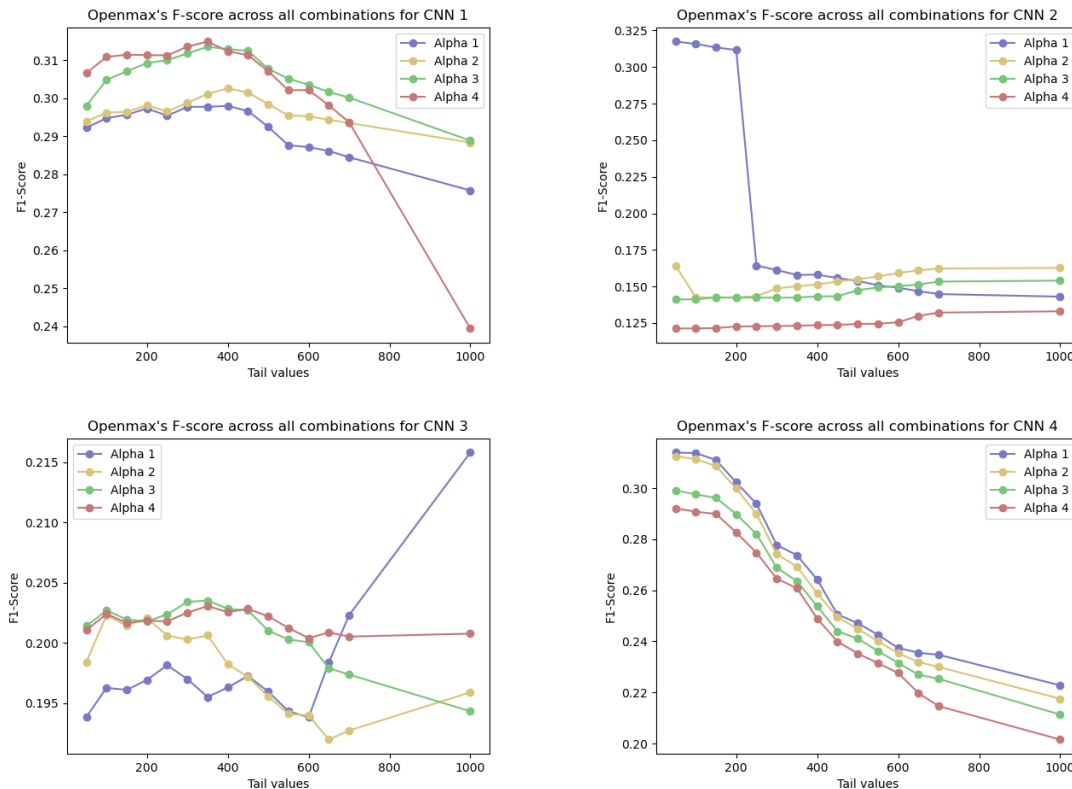 Openmax's F-score across all combinations for CNN 1
F1-Score
0.31
0.30
0.29
0.28
0.27
0.26
0.25
0.24
200
400
600
800
1000
Tail values
Alpha 1
Alpha 2
Alpha 3
Alpha 4
Openmax's F-score across all combinations for CNN 2
F1-Score
0.325
0.300
0.275
0.250
0.225
0.200
0.175
0.150
0.125
200
400
600
800
1000
Tail values
Alpha 1
Alpha 2
Alpha 3
Alpha 4
Openmax's F-score across all combinations for CNN 3
F1-Score
0.215
0.210
0.205
0.200
0.195
200
400
600
800
1000
Tail values
Alpha 1
Alpha 2
Alpha 3
Alpha 4
Openmax's F-score across all combinations for CNN 4
F1-Score
0.30
0.28
0.26
0.24
0.22
0.20
200
400
600
800
1000
Tail values
Alpha 1
Alpha 2
Alpha 3
Alpha 4